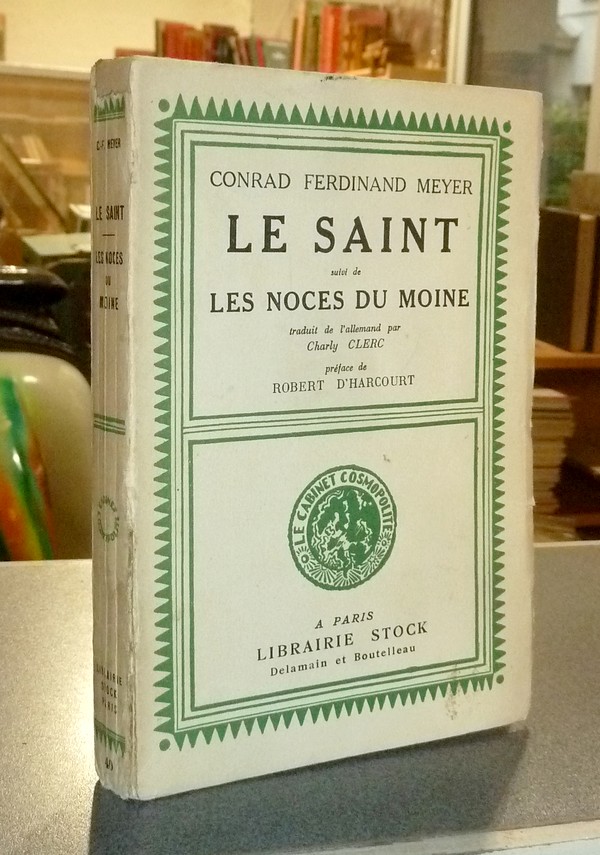 C.-F. MEYER
LE SAINT
LES NOCES
DU
MOINE
LIBRAIRIE
STOCK
PARIS
40
CONRAD FERDINAND MEYER
LE SAINT
suivi de
LES NOCES DU MOINE
traduit de l'allemand par
Charly CLERC
préface de
ROBERT D'HARCOURT
LE CABINET COSMOPOLITE
A PARIS
LIBRAIRIE STOCK
Delamain et Boutelleau